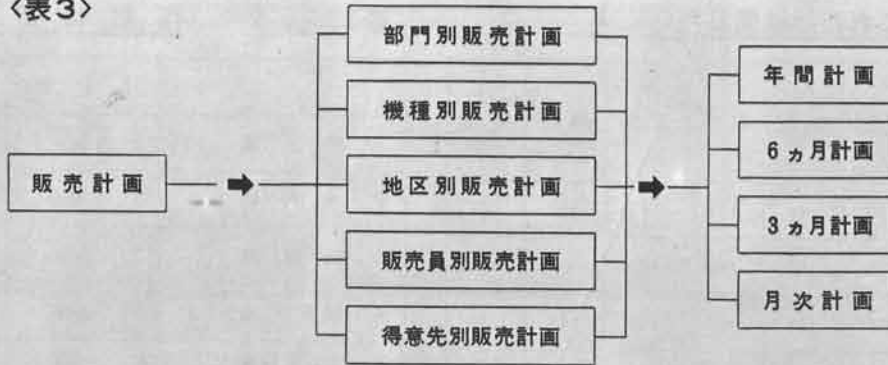 〈表3〉
販売計画
部門別販売計画
機種別販売計画
地区別販売計画
販売員別販売計画
得意先別販売計画
年間計画
6ヵ月計画
3ヵ月計画
月次計画